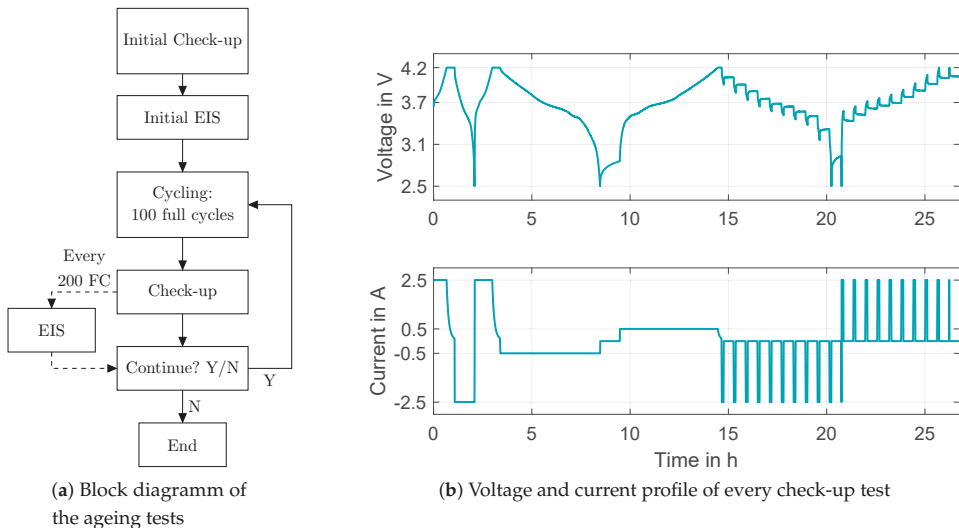 Initial Check-up
Initial EIS
Cycling:
100 full cycles
Every
200 FC
Check-up
EIS
Continue? Y/N
Y
N
End
(a) Block diagramm of
the ageing tests
Voltage in V
4.2
3.7
3.1
2.5
0 5 10 15 20 25
Current in A
2.5
0.5
-0.5
-2.5
0 5 10 15 20 25
Time in h
(b) Voltage and current profile of every check-up test